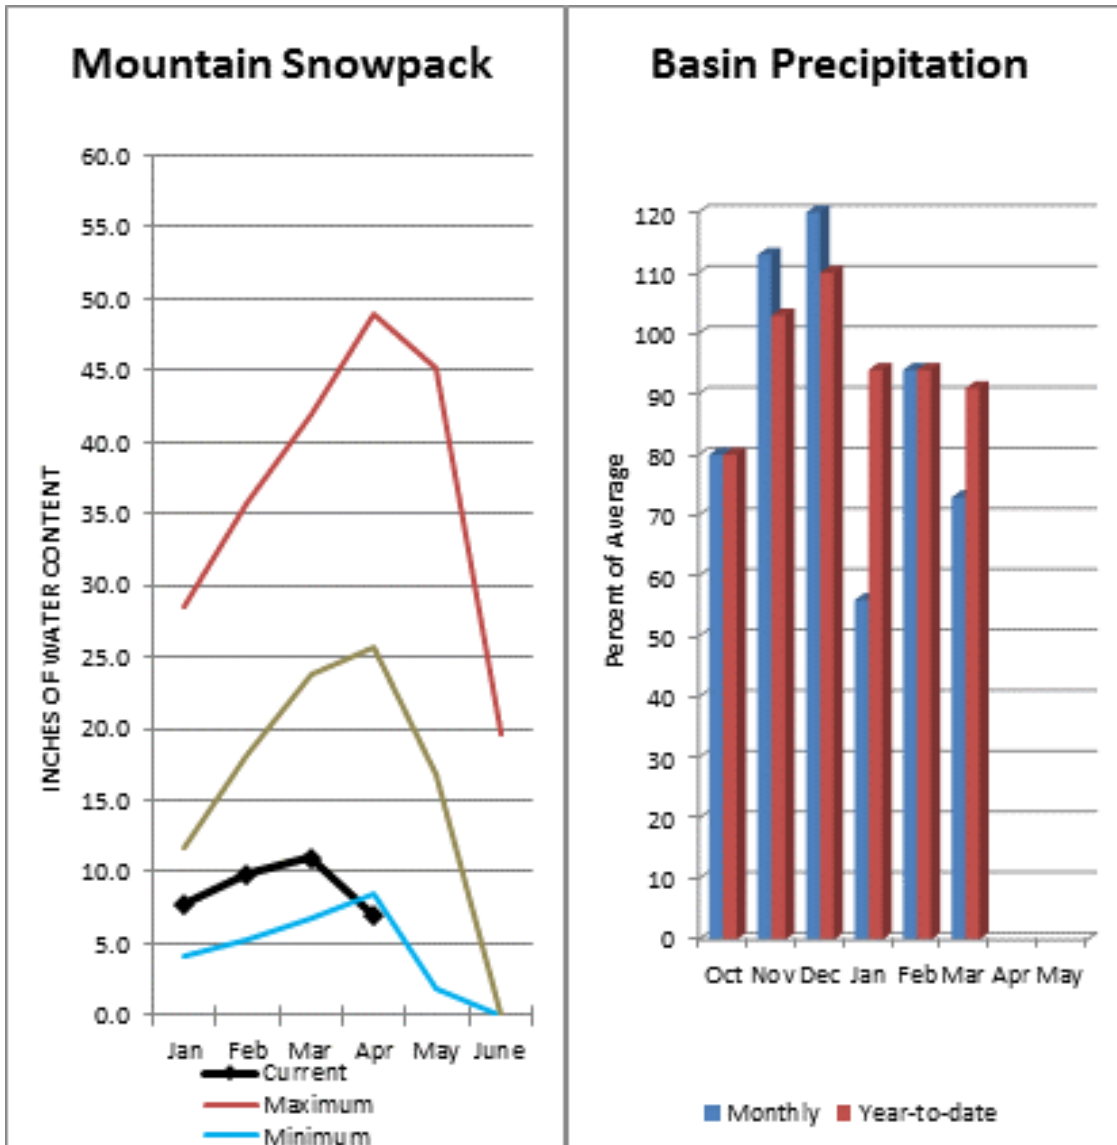 Mountain Snowpack
INCHES OF WATER CONTENT
60.0
55.0
50.0
45.0
40.0
35.0
30.0
25.0
20.0
15.0
10.0
5.0
0.0
Jan Feb Mar Apr May June
Current
Maximum
Minimum
Basin Precipitation
Percent of Average
120
110
100
90
80
70
60
50
40
30
20
10
0
Oct Nov Dec Jan Feb Mar Apr May
Monthly Year-to-date